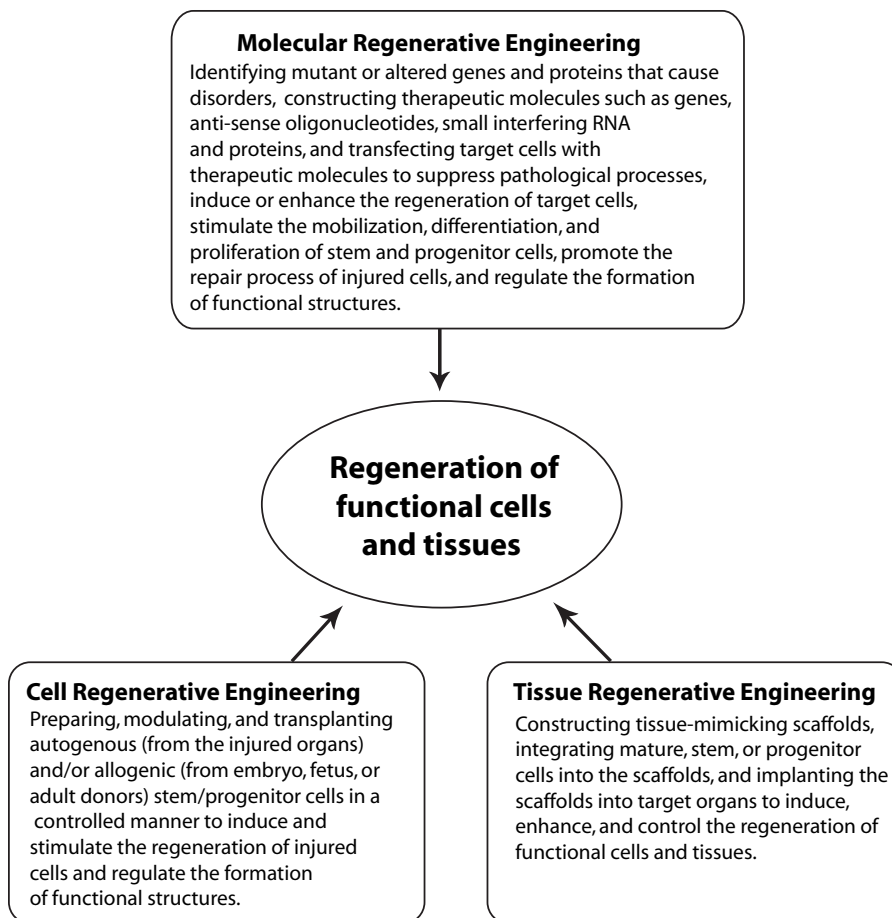 Molecular Regenerative Engineering
Identifying mutant or altered genes and proteins that cause
disorders, constructing therapeutic molecules such as genes,
anti-sense oligonucleotides, small interfering RNA
and proteins, and transfecting target cells with
therapeutic molecules to suppress pathological processes,
induce or enhance the regeneration of target cells,
stimulate the mobilization, differentiation, and
proliferation of stem and progenitor cells, promote the
repair process of injured cells, and regulate the formation
of functional structures.
Regeneration of
functional cells
and tissues
Cell Regenerative Engineering
Preparing, modulating, and transplanting
autogenous (from the injured organs)
and/or allogenic (from embryo, fetus, or
adult donors) stem/progenitor cells in a
controlled manner to induce and
stimulate the regeneration of injured
cells and regulate the formation
of functional structures.
Tissue Regenerative Engineering
Constructing tissue-mimicking scaffolds,
integrating mature, stem, or progenitor
cells into the scaffolds, and implanting the
scaffolds into target organs to induce,
enhance, and control the regeneration of
functional cells and tissues.